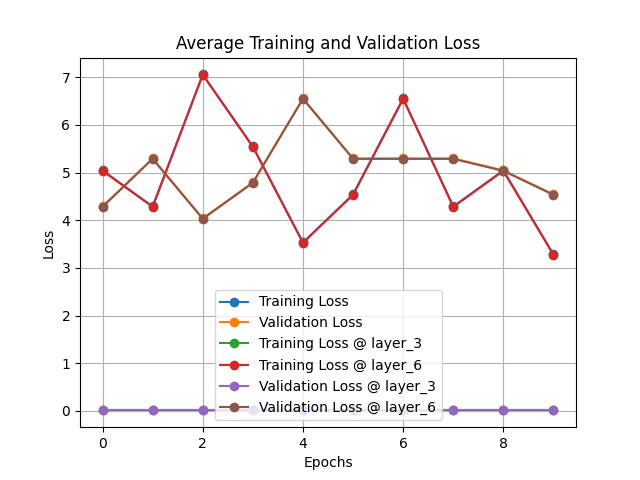 Average Training and Validation Loss
Loss
7
6
5
4
3
2
1
0
Training Loss
Validation Loss
Training Loss @ layer_3
Training Loss @ layer_6
Validation Loss @ layer_3
Validation Loss @ layer_6
0 2 4 6 8
Epochs